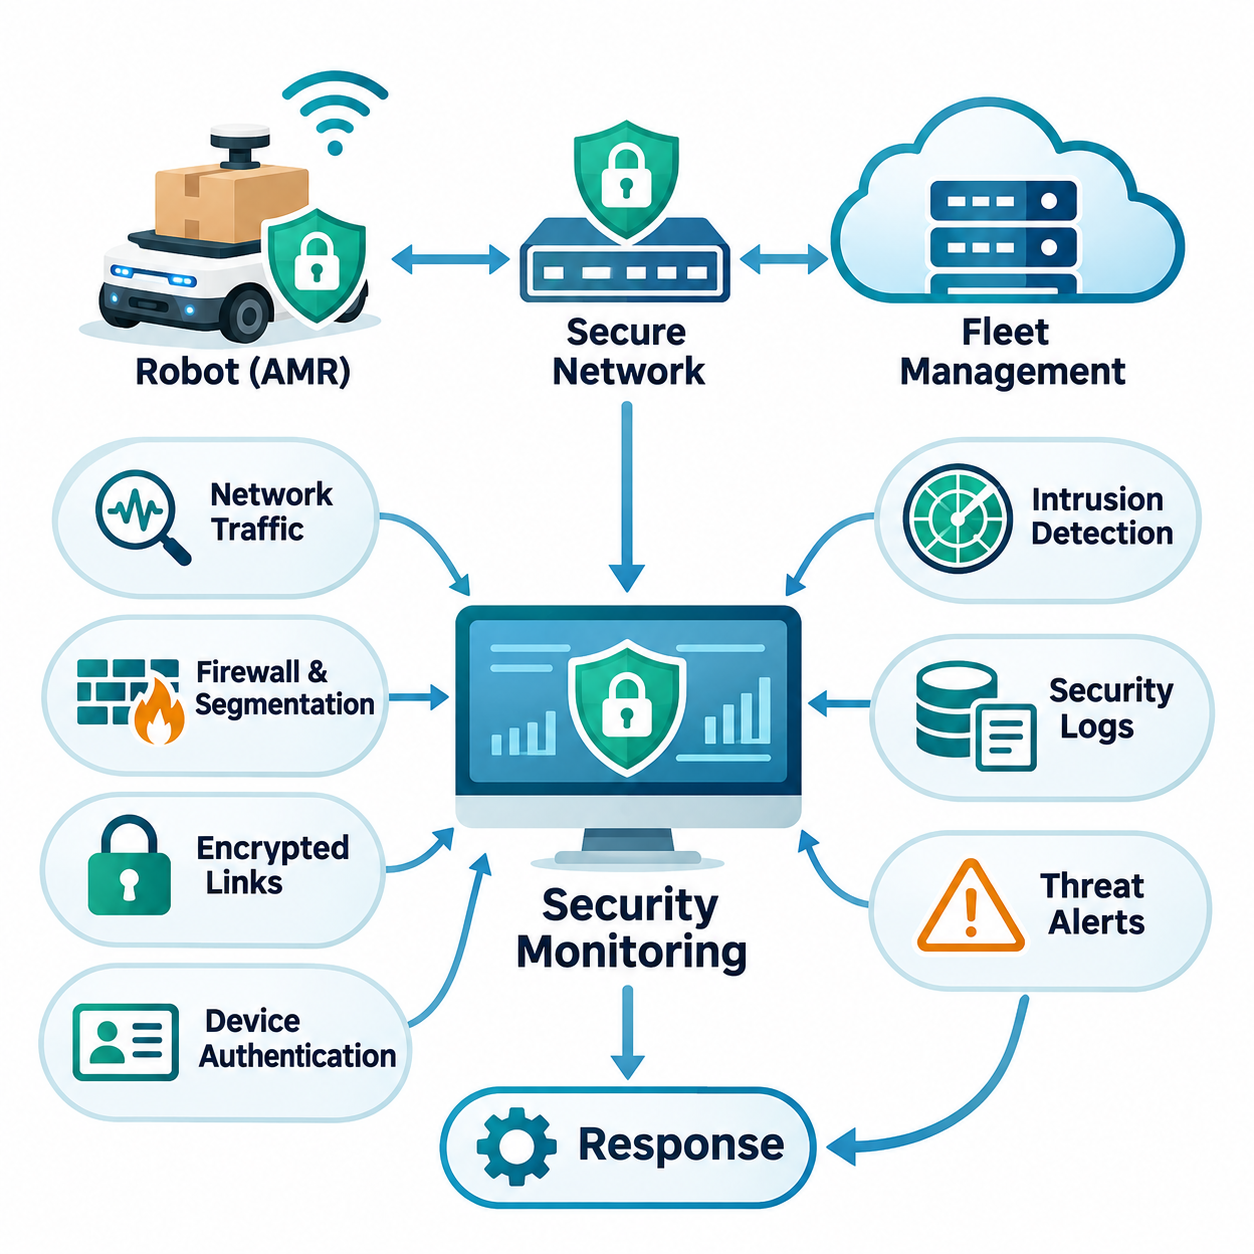 Robot (AMR)
Secure
Network
Fleet
Management
Network
Traffic
Firewall &
Segmentation
Encrypted
Links
Device
Authentication
Intrusion
Detection
Security
Logs
Threat
Alerts
Security
Monitoring
Response